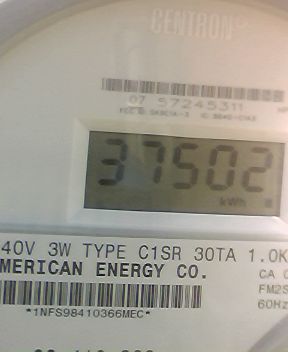 CENTRON®
07 57245311
37502
kWh
40V 3W TYPE C1SR 30TA 1.0K
MERICAN ENERGY CO.
CA
FM2S
60Hz
*1NFS98410366MEC*